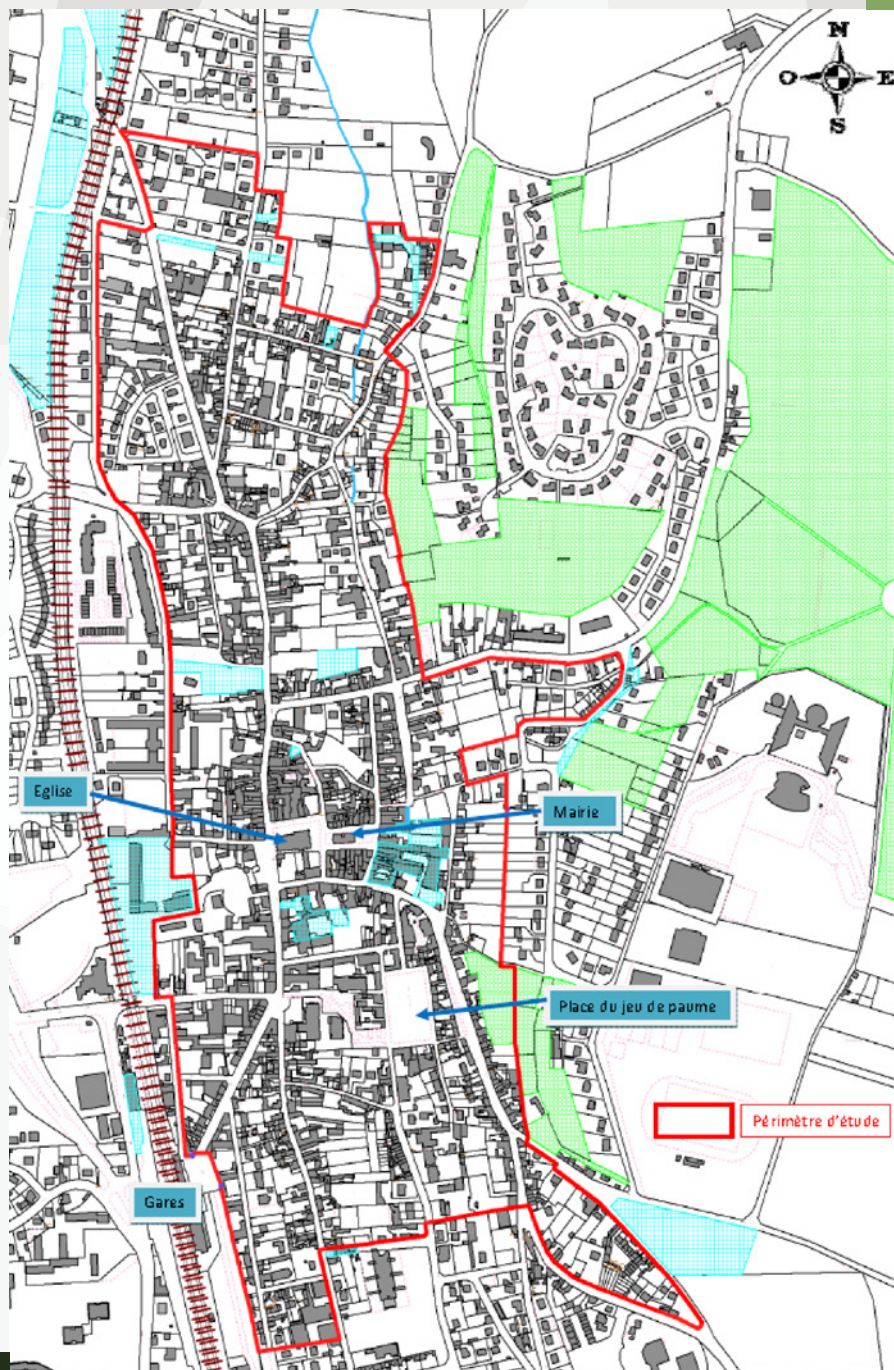 N
O E
S
Eglise
Mairie
Place du jeu de paume
Périmètre d'étude
Gares